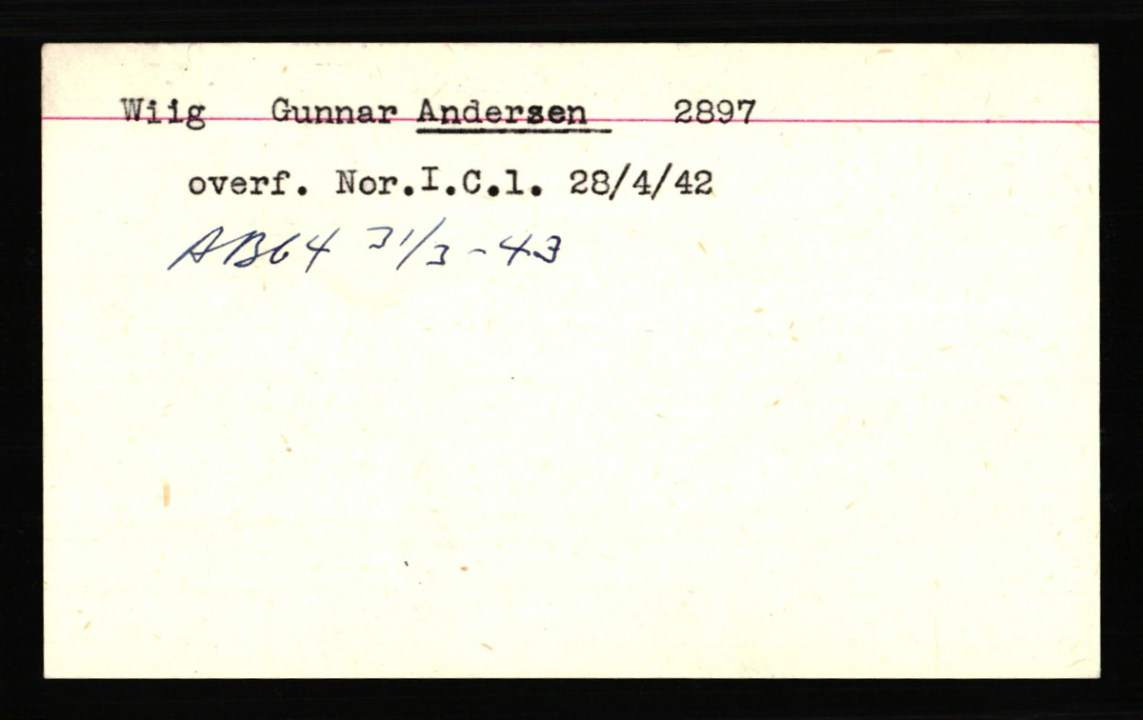 Wiig Gunnar Andersen 2897
overf. Nor.I.C.l. 28/4/42
AB64 31/3-43